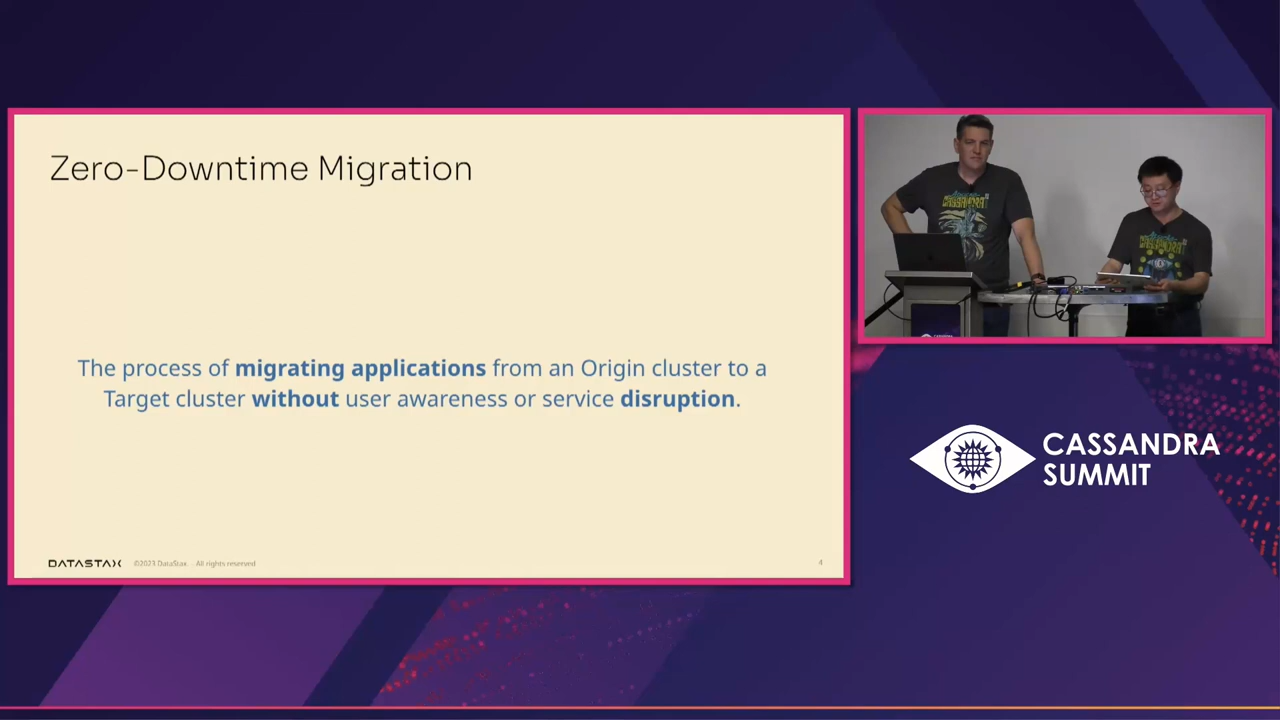 Zero-Downtime Migration
The process of migrating applications from an Origin cluster to a
Target cluster without user awareness or service disruption.
DATASTAX
©2023 DataStax. All rights reserved
4
CASSANDRA
SUMMIT